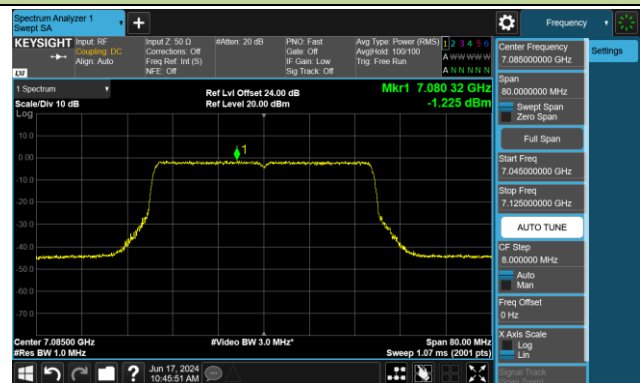 Spectrum Analyzer 1
Swept SA
Frequency
KEYSIGHT
Input: RF
Coupling: DC
Align: Auto
Input Z: 50 Ω
Corrections: Off
Freq Ref: Int (S)
NFE: Off
#Atten: 20 dB
PNO: Fast
Gate: Off
IF Gain: Low
Sig Track: Off
Avg Type: Power (RMS)
Avg|Hold: 100/100
Trig: Free Run
1 2 3 4 5 6
A W W W W W
A N N N N N
LXI
1 Spectrum
Scale/Div 10 dB
Log
Ref Lvl Offset 24.00 dB
Ref Level 20.00 dBm
Mkr1 7.080 32 GHz
-1.225 dBm
10.0
0.00
-10.0
-20.0
-30.0
-40.0
-50.0
-60.0
-70.0
1
Center 7.08500 GHz
#Res BW 1.0 MHz
#Video BW 3.0 MHz*
Span 80.00 MHz
Sweep 1.07 ms (2001 pts)
Jun 17, 2024
10:45:51 AM
Center Frequency
7.085000000 GHz
Settings
Span
80.0000000 MHz
Swept Span
Zero Span
Full Span
Start Freq
7.045000000 GHz
Stop Freq
7.125000000 GHz
AUTO TUNE
CF Step
8.000000 MHz
Auto
Man
Freq Offset
0 Hz
X Axis Scale
Log
Lin
Signal Track